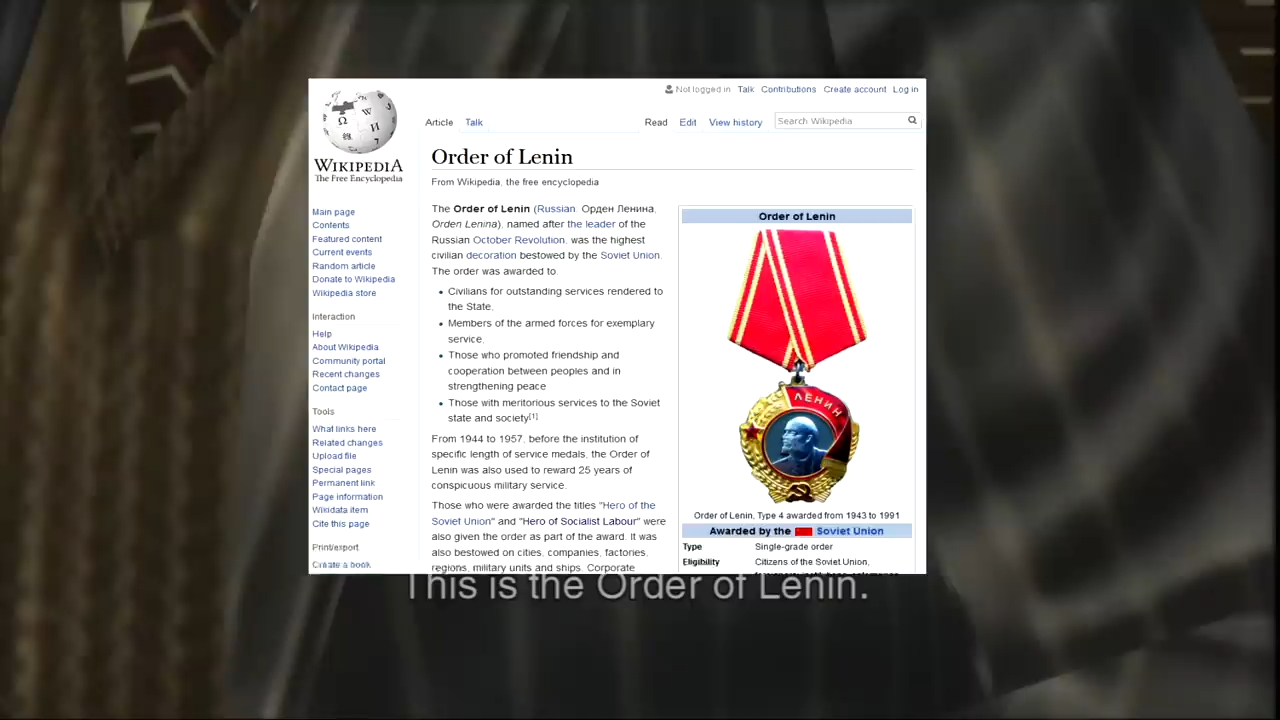 Not logged in Talk Contributions Create account Log in
Article Talk Read Edit View history Search Wikipedia
WIKIPEDIA
The Free Encyclopedia
Order of Lenin
From Wikipedia, the free encyclopedia
Main page
Contents
Featured content
Current events
Random article
Donate to Wikipedia
Wikipedia store
Interaction
Help
About Wikipedia
Community portal
Recent changes
Contact page
Tools
What links here
Related changes
Upload file
Special pages
Permanent link
Page information
Wikidata item
Cite this page
Print/export
Create a book
The Order of Lenin (Russian Орден Ленина,
Orden Lenina), named after the leader of the
Russian October Revolution, was the highest
civilian decoration bestowed by the Soviet Union.
The order was awarded to
Civilians for outstanding services rendered to
the State,
Members of the armed forces for exemplary
service,
Those who promoted friendship and
cooperation between peoples and in
strengthening peace
Those with meritorious services to the Soviet
state and society[1]
From 1944 to 1957, before the institution of
specific length of service medals, the Order of
Lenin was also used to reward 25 years of
conspicuous military service.
Those who were awarded the titles "Hero of the
Soviet Union" and "Hero of Socialist Labour" were
also given the order as part of the award. It was
also bestowed on cities, companies, factories,
regions, military units and ships. Corporate
Order of Lenin
ЛЕНИН
Order of Lenin, Type 4 awarded from 1943 to 1991
Awarded by the Soviet Union
Type Single-grade order
Eligibility Citizens of the Soviet Union,
This is the Order of Lenin.